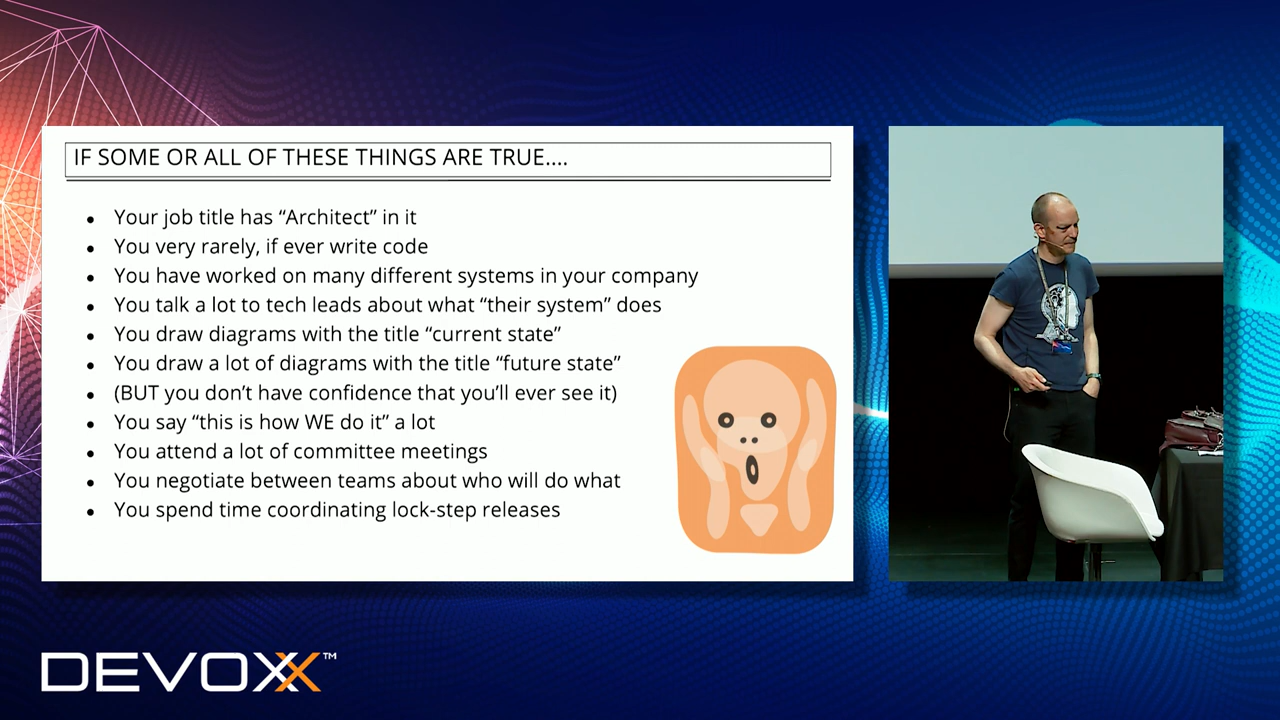 IF SOME OR ALL OF THESE THINGS ARE TRUE....
● Your job title has “Architect” in it
● You very rarely, if ever write code
● You have worked on many different systems in your company
● You talk a lot to tech leads about what “their system” does
● You draw diagrams with the title “current state”
● You draw a lot of diagrams with the title “future state”
● (BUT you don’t have confidence that you’ll ever see it)
● You say “this is how WE do it” a lot
● You attend a lot of committee meetings
● You negotiate between teams about who will do what
● You spend time coordinating lock-step releases
DEVOXX™